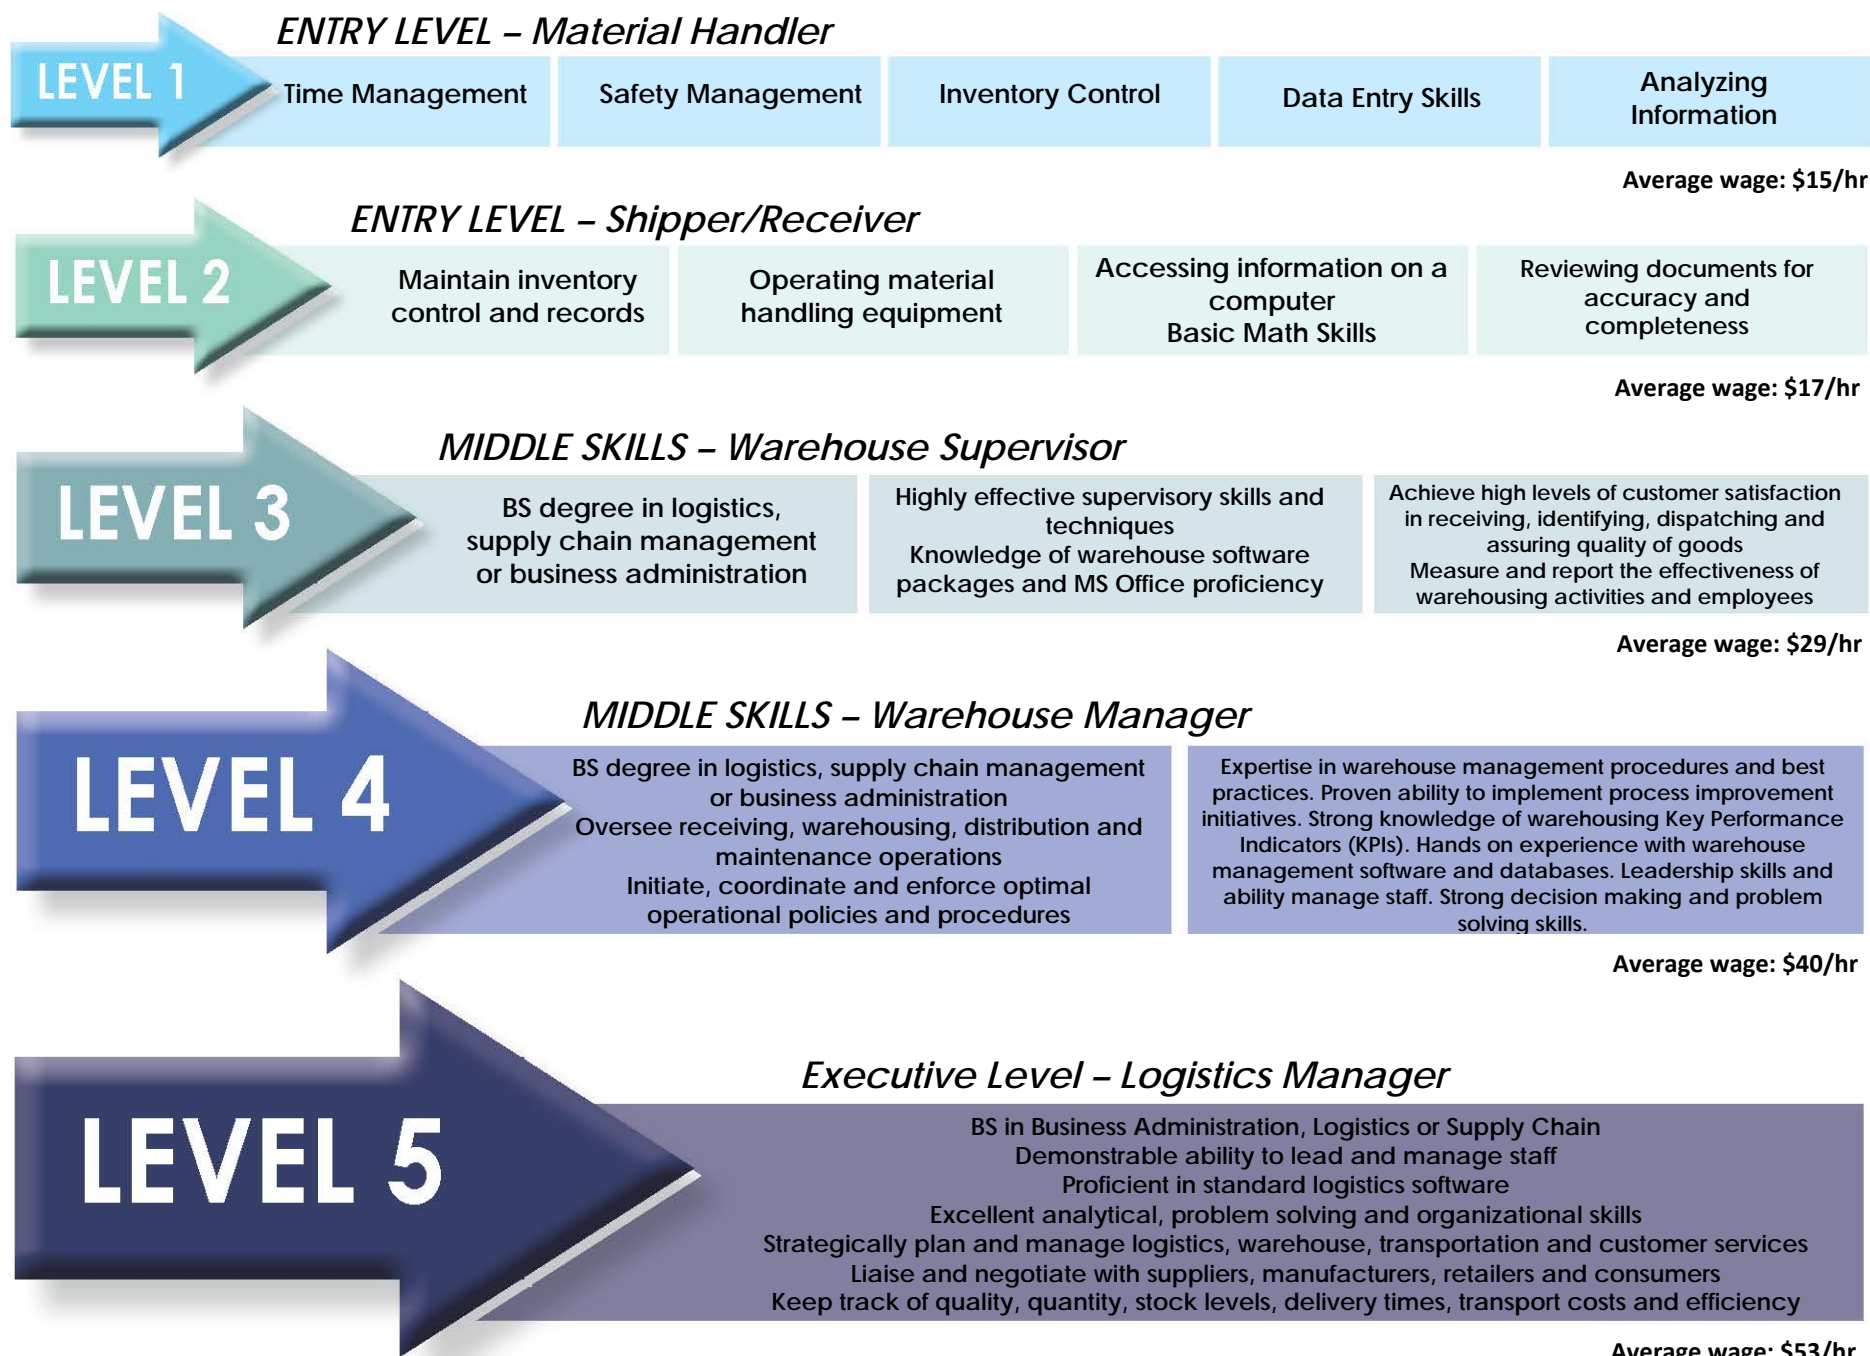 ENTRY LEVEL – Material Handler
LEVEL 1
Time Management
Safety Management
Inventory Control
Data Entry Skills
Analyzing
Information
Average wage: $15/hr
ENTRY LEVEL – Shipper/Receiver
LEVEL 2
Maintain inventory
control and records
Operating material
handling equipment
Accessing information on a
computer
Basic Math Skills
Reviewing documents for
accuracy and
completeness
Average wage: $17/hr
MIDDLE SKILLS – Warehouse Supervisor
LEVEL 3
BS degree in logistics,
supply chain management
or business administration
Highly effective supervisory skills and
techniques
Knowledge of warehouse software
packages and MS Office proficiency
Achieve high levels of customer satisfaction
in receiving, identifying, dispatching and
assuring quality of goods
Measure and report the effectiveness of
warehousing activities and employees
Average wage: $29/hr
MIDDLE SKILLS – Warehouse Manager
LEVEL 4
BS degree in logistics, supply chain management
or business administration
Oversee receiving, warehousing, distribution and
maintenance operations
Initiate, coordinate and enforce optimal
operational policies and procedures
Expertise in warehouse management procedures and best
practices. Proven ability to implement process improvement
initiatives. Strong knowledge of warehousing Key Performance
Indicators (KPIs). Hands on experience with warehouse
management software and databases. Leadership skills and
ability manage staff. Strong decision making and problem
solving skills.
Average wage: $40/hr
Executive Level – Logistics Manager
LEVEL 5
BS in Business Administration, Logistics or Supply Chain
Demonstrable ability to lead and manage staff
Proficient in standard logistics software
Excellent analytical, problem solving and organizational skills
Strategically plan and manage logistics, warehouse, transportation and customer services
Liaise and negotiate with suppliers, manufacturers, retailers and consumers
Keep track of quality, quantity, stock levels, delivery times, transport costs and efficiency
Average wage: $53/hr